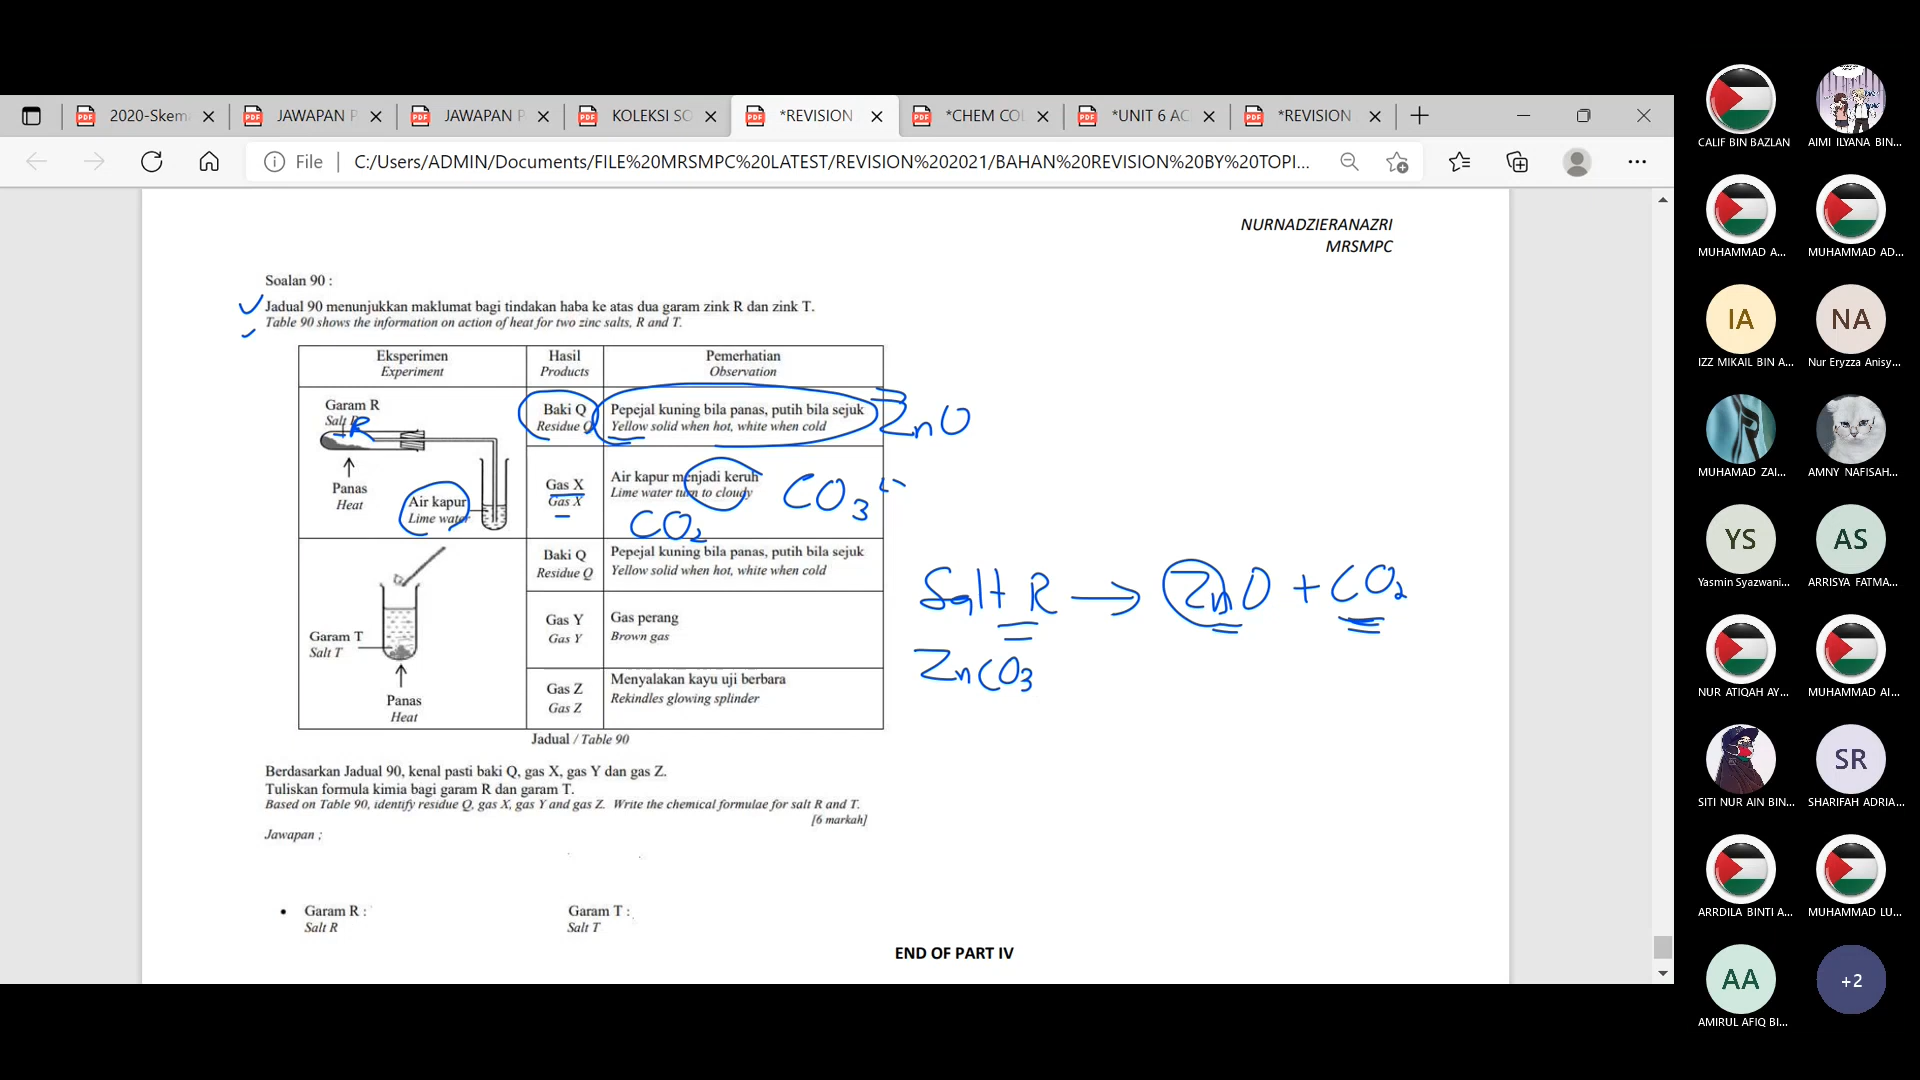 2020-Skem
JAWAPAN P
JAWAPAN P
KOLEKSI SO
*REVISION
*CHEM COL
*UNIT 6 AC
*REVISION
File
C:/Users/ADMIN/Documents/FILE%20MRSMPC%20LATEST/REVISION%202021/BAHAN%20REVISION%20BY%20TOPI...
NURNADZIERANAZRI
MRSMPC
Soalan 90 :
Jadual 90 menunjukkan maklumat bagi tindakan haba ke atas dua garam zink R dan zink T.
Table 90 shows the information on action of heat for two zinc salts, R and T.
Eksperimen
Experiment
Hasil
Products
Pemerhatian
Observation
Garam R
Salt
R
Panas
Heat
Air kapur
Lime water
Baki Q
Residue Q
Pepejal kuning bila panas, putih bila sejuk
Yellow solid when hot, white when cold
ZnO
Gas X
Gas X
Air kapur menjadi keruh
Lime water turn to cloudy
CO2
CO3
Garam T
Salt T
Panas
Heat
Baki Q
Residue Q
Pepejal kuning bila panas, putih bila sejuk
Yellow solid when hot, white when cold
Gas Y
Gas Y
Gas perang
Brown gas
Gas Z
Gas Z
Menyalakan kayu uji berbara
Rekindles glowing splinder
Salt R → ZnO + CO2
ZnCO3
Jadual / Table 90
Berdasarkan Jadual 90, kenal pasti baki Q, gas X, gas Y dan gas Z.
Tuliskan formula kimia bagi garam R dan garam T.
Based on Table 90, identify residue Q, gas X, gas Y and gas Z. Write the chemical formulae for salt R and T.
[6 markah]
Jawapan ;
• Garam R :
Salt R
Garam T :
Salt T
END OF PART IV
CALIF BIN BAZLAN
AIMI ILYANA BIN...
MUHAMMAD A...
MUHAMMAD AD...
IA
NA
IZZ MIKAIL BIN A...
Nur Eryzza Anisy...
MUHAMAD ZAI...
AMNY NAFISAH...
YS
AS
Yasmin Syazwani...
ARRISYA FATMA...
NUR ATIQAH AY...
MUHAMMAD AI...
SR
SITI NUR AIN BIN...
SHARIFAH ADRIA...
ARRDILA BINTI A...
MUHAMMAD LU...
AA
+2
AMIRUL AFIQ BI...